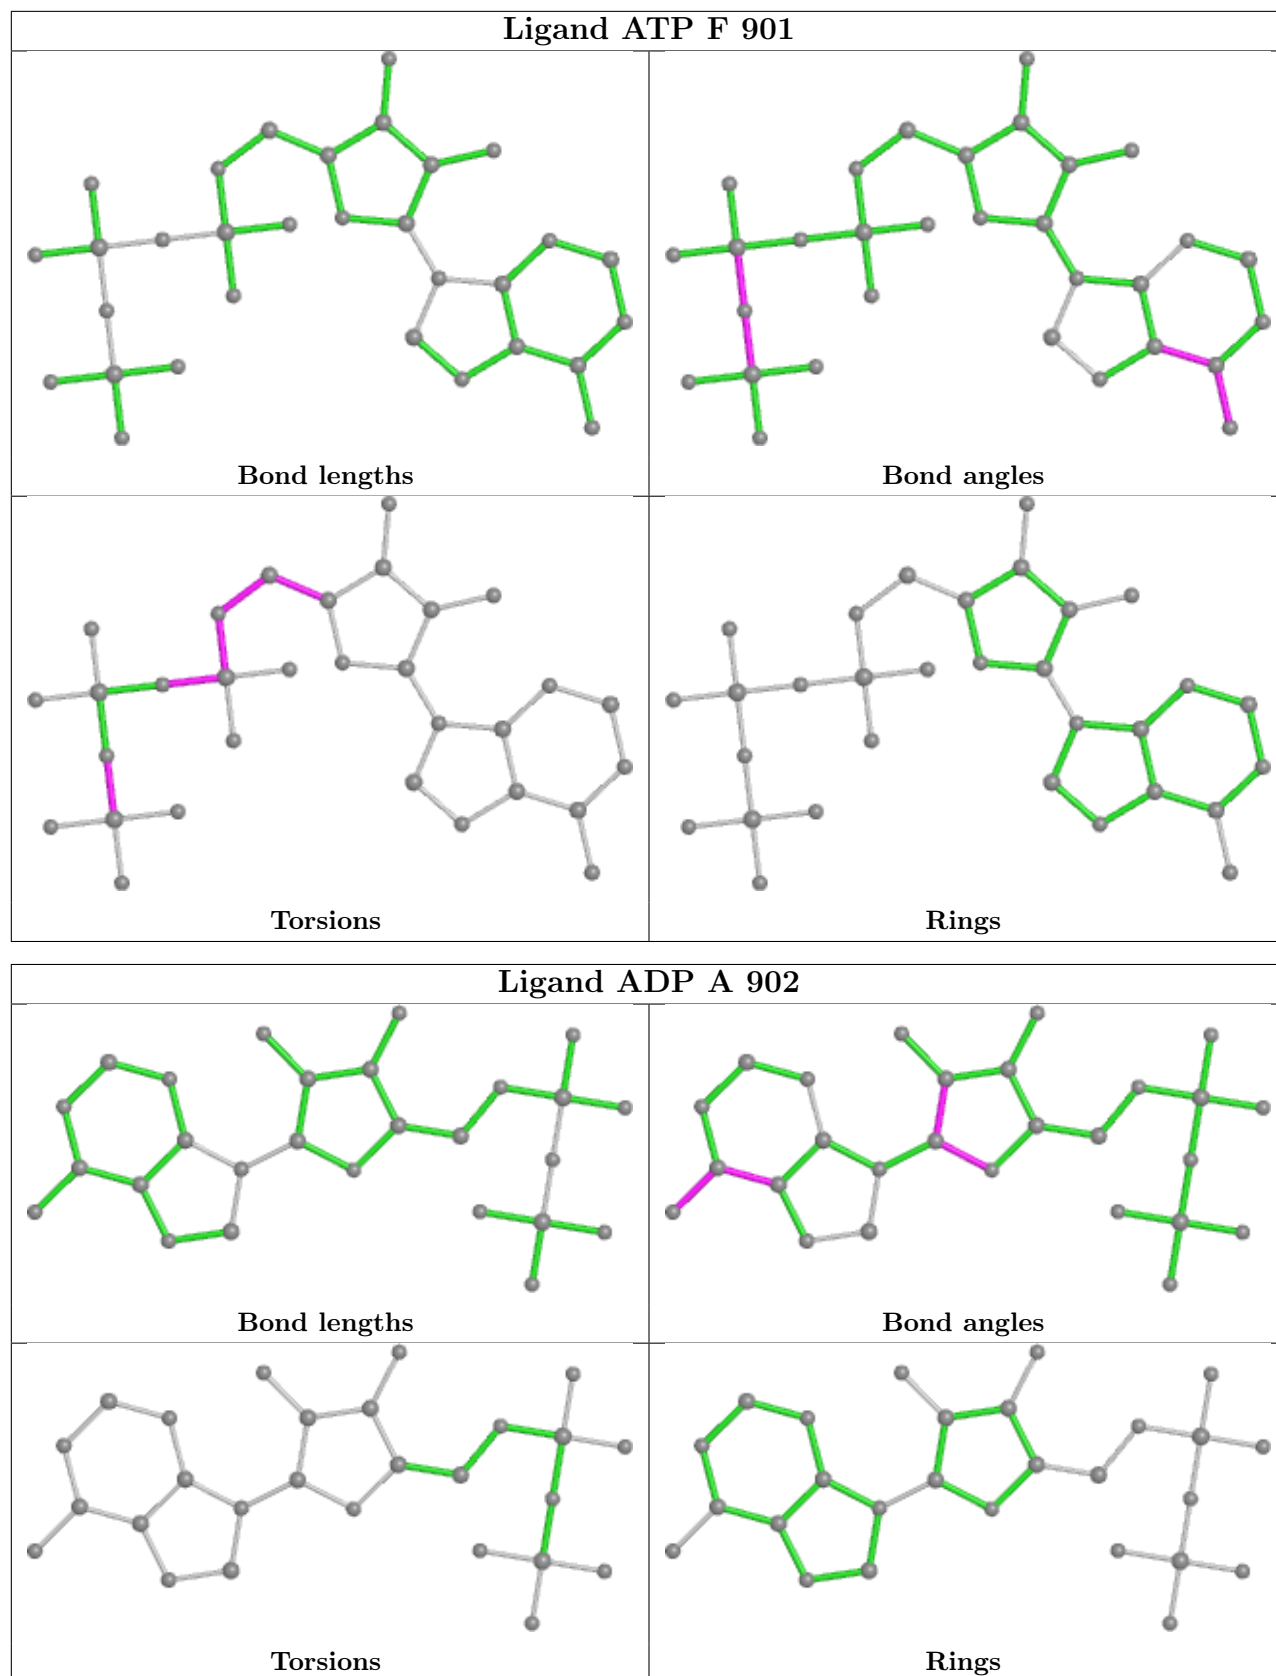 Ligand ATP F 901
Bond lengths
Bond angles
Torsions
Rings
Ligand ADP A 902
Bond lengths
Bond angles
Torsions
Rings